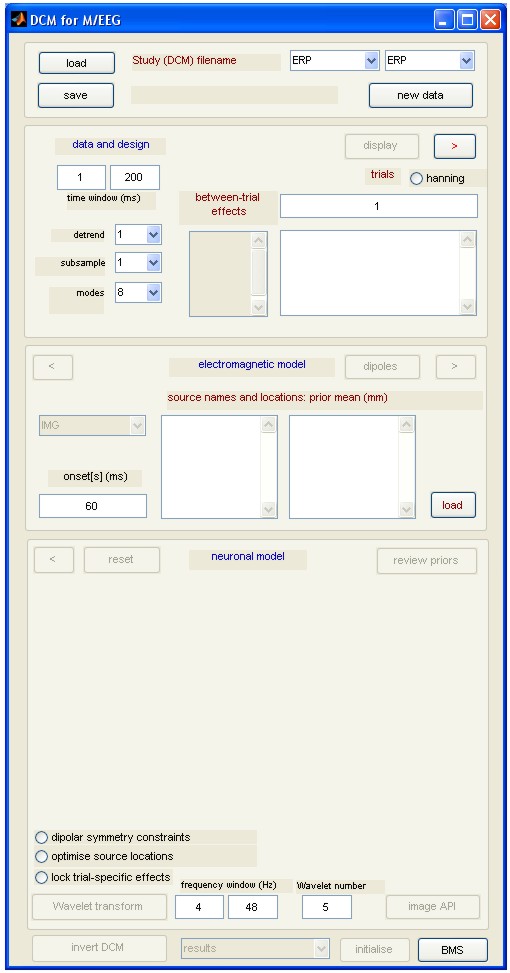 DCM for M/EEG
load Study (DCM) filename ERP ERP
save new data
data and design display >
trials hanning
1 200
time window (ms)
between-trial
effects
1
detrend 1
subsample 1
modes 8
< electromagnetic model dipoles >
source names and locations: prior mean (mm)
IMG
onset[s] (ms)
60
load
< reset neuronal model review priors
dipolar symmetry constraints
optimise source locations
lock trial-specific effects frequency window (Hz) Wavelet number
Wavelet transform 4 48 5 image API
invert DCM results initialise BMS